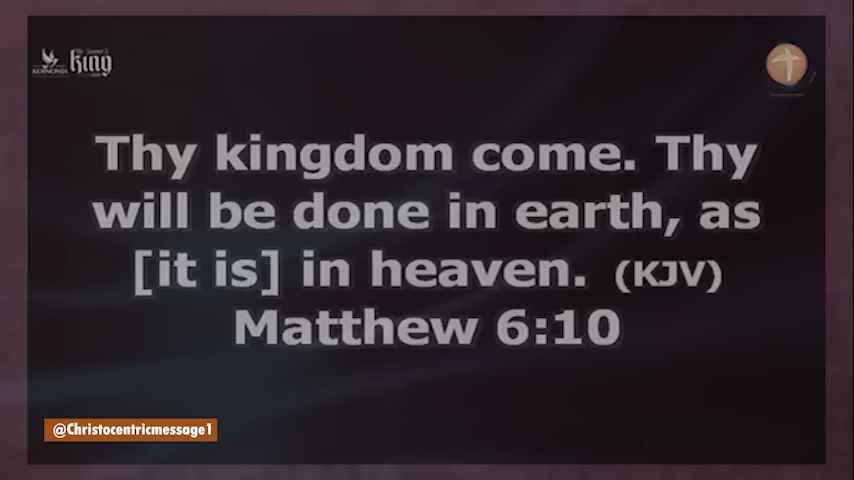 KOINONIA
King
Thy kingdom come. Thy
will be done in earth, as
[it is] in heaven. (KJV)
Matthew 6:10
@Christocentricmessage1